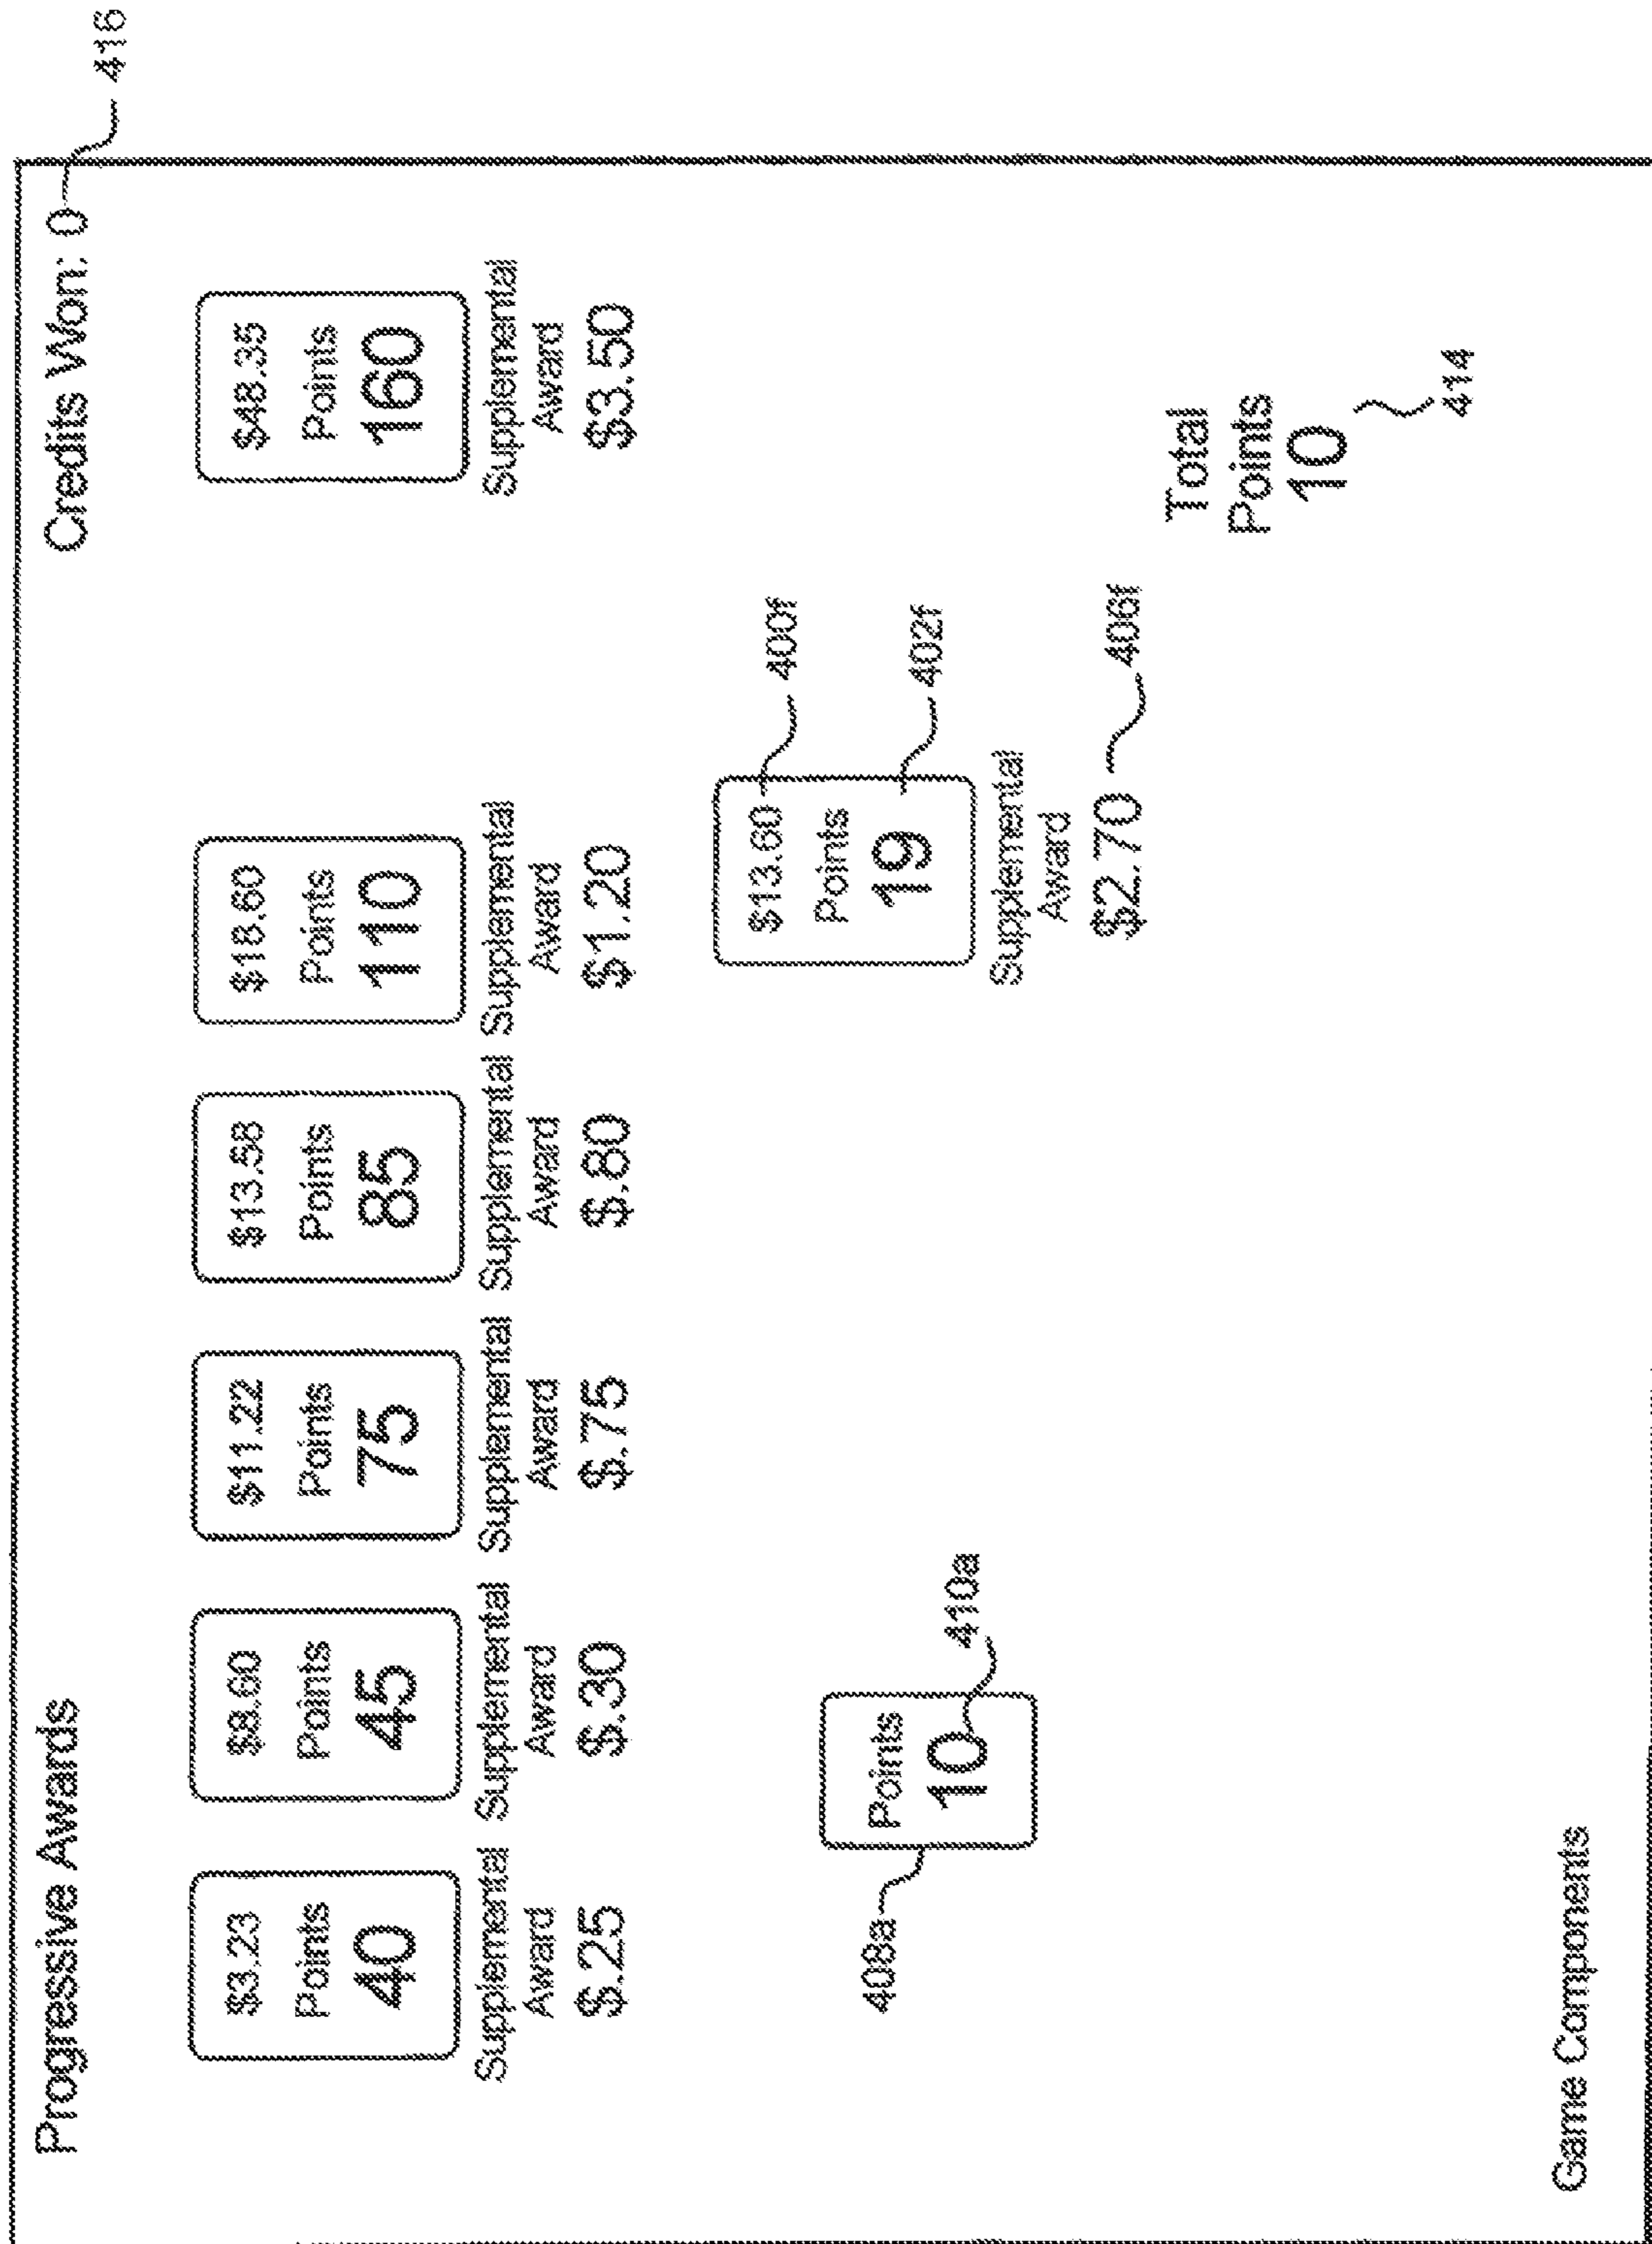 Progressive Awards
Credits Won: 0
416
$3.23
Points
40
Supplemental
Award
$.25
$8.60
Points
45
Supplemental
Award
$.30
$11.22
Points
75
Supplemental
Award
$.75
$13.58
Points
85
Supplemental
Award
$.80
$18.60
Points
110
Supplemental
Award
$1.20
$48.35
Points
160
Supplemental
Award
$3.50
$13.60
400f
Points
19
402f
Supplemental
Award
$2.70
406f
408a
Points
10
410a
Total
Points
10
414
Game Components